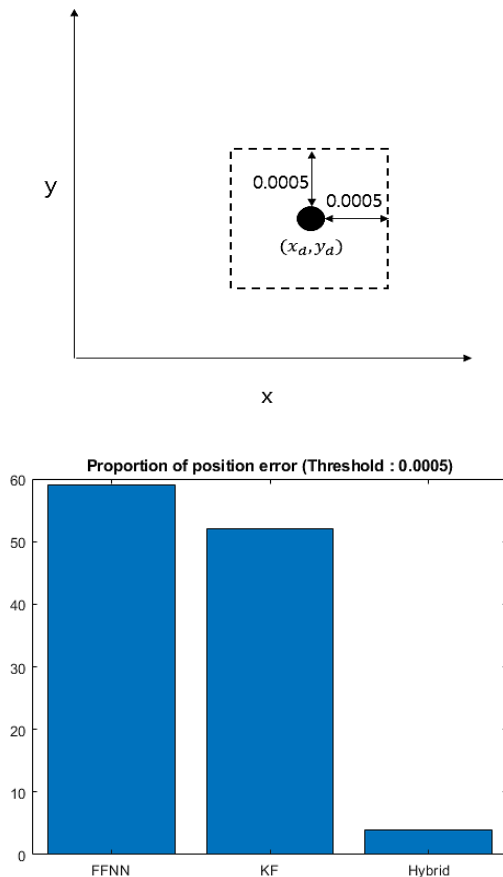 y
0.0005
0.0005
(x_d, y_d)
x
Proportion of position error (Threshold : 0.0005)
60
50
40
30
20
10
0
FFNN KF Hybrid